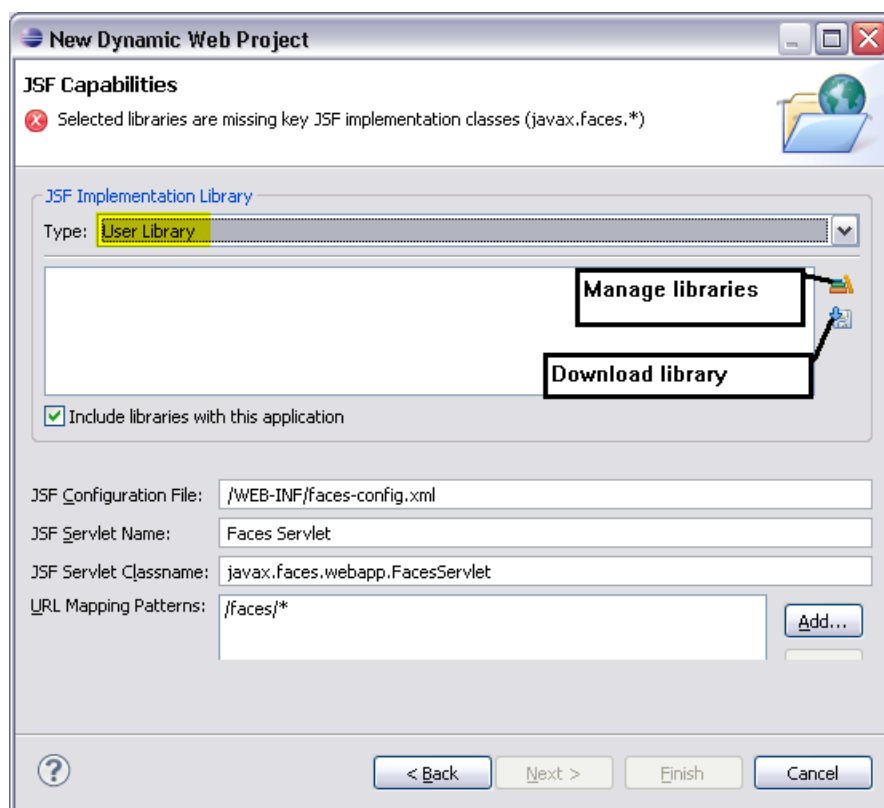 New Dynamic Web Project
JSF Capabilities
Selected libraries are missing key JSF implementation classes (javax.faces.*)
JSF Implementation Library
Type: User Library
Manage libraries
Download library
Include libraries with this application
JSF Configuration File: /WEB-INF/faces-config.xml
JSF Servlet Name: Faces Servlet
JSF Servlet Classname: javax.faces.webapp.FacesServlet
URL Mapping Patterns: /faces/*
Add...
? < Back Next > Finish Cancel